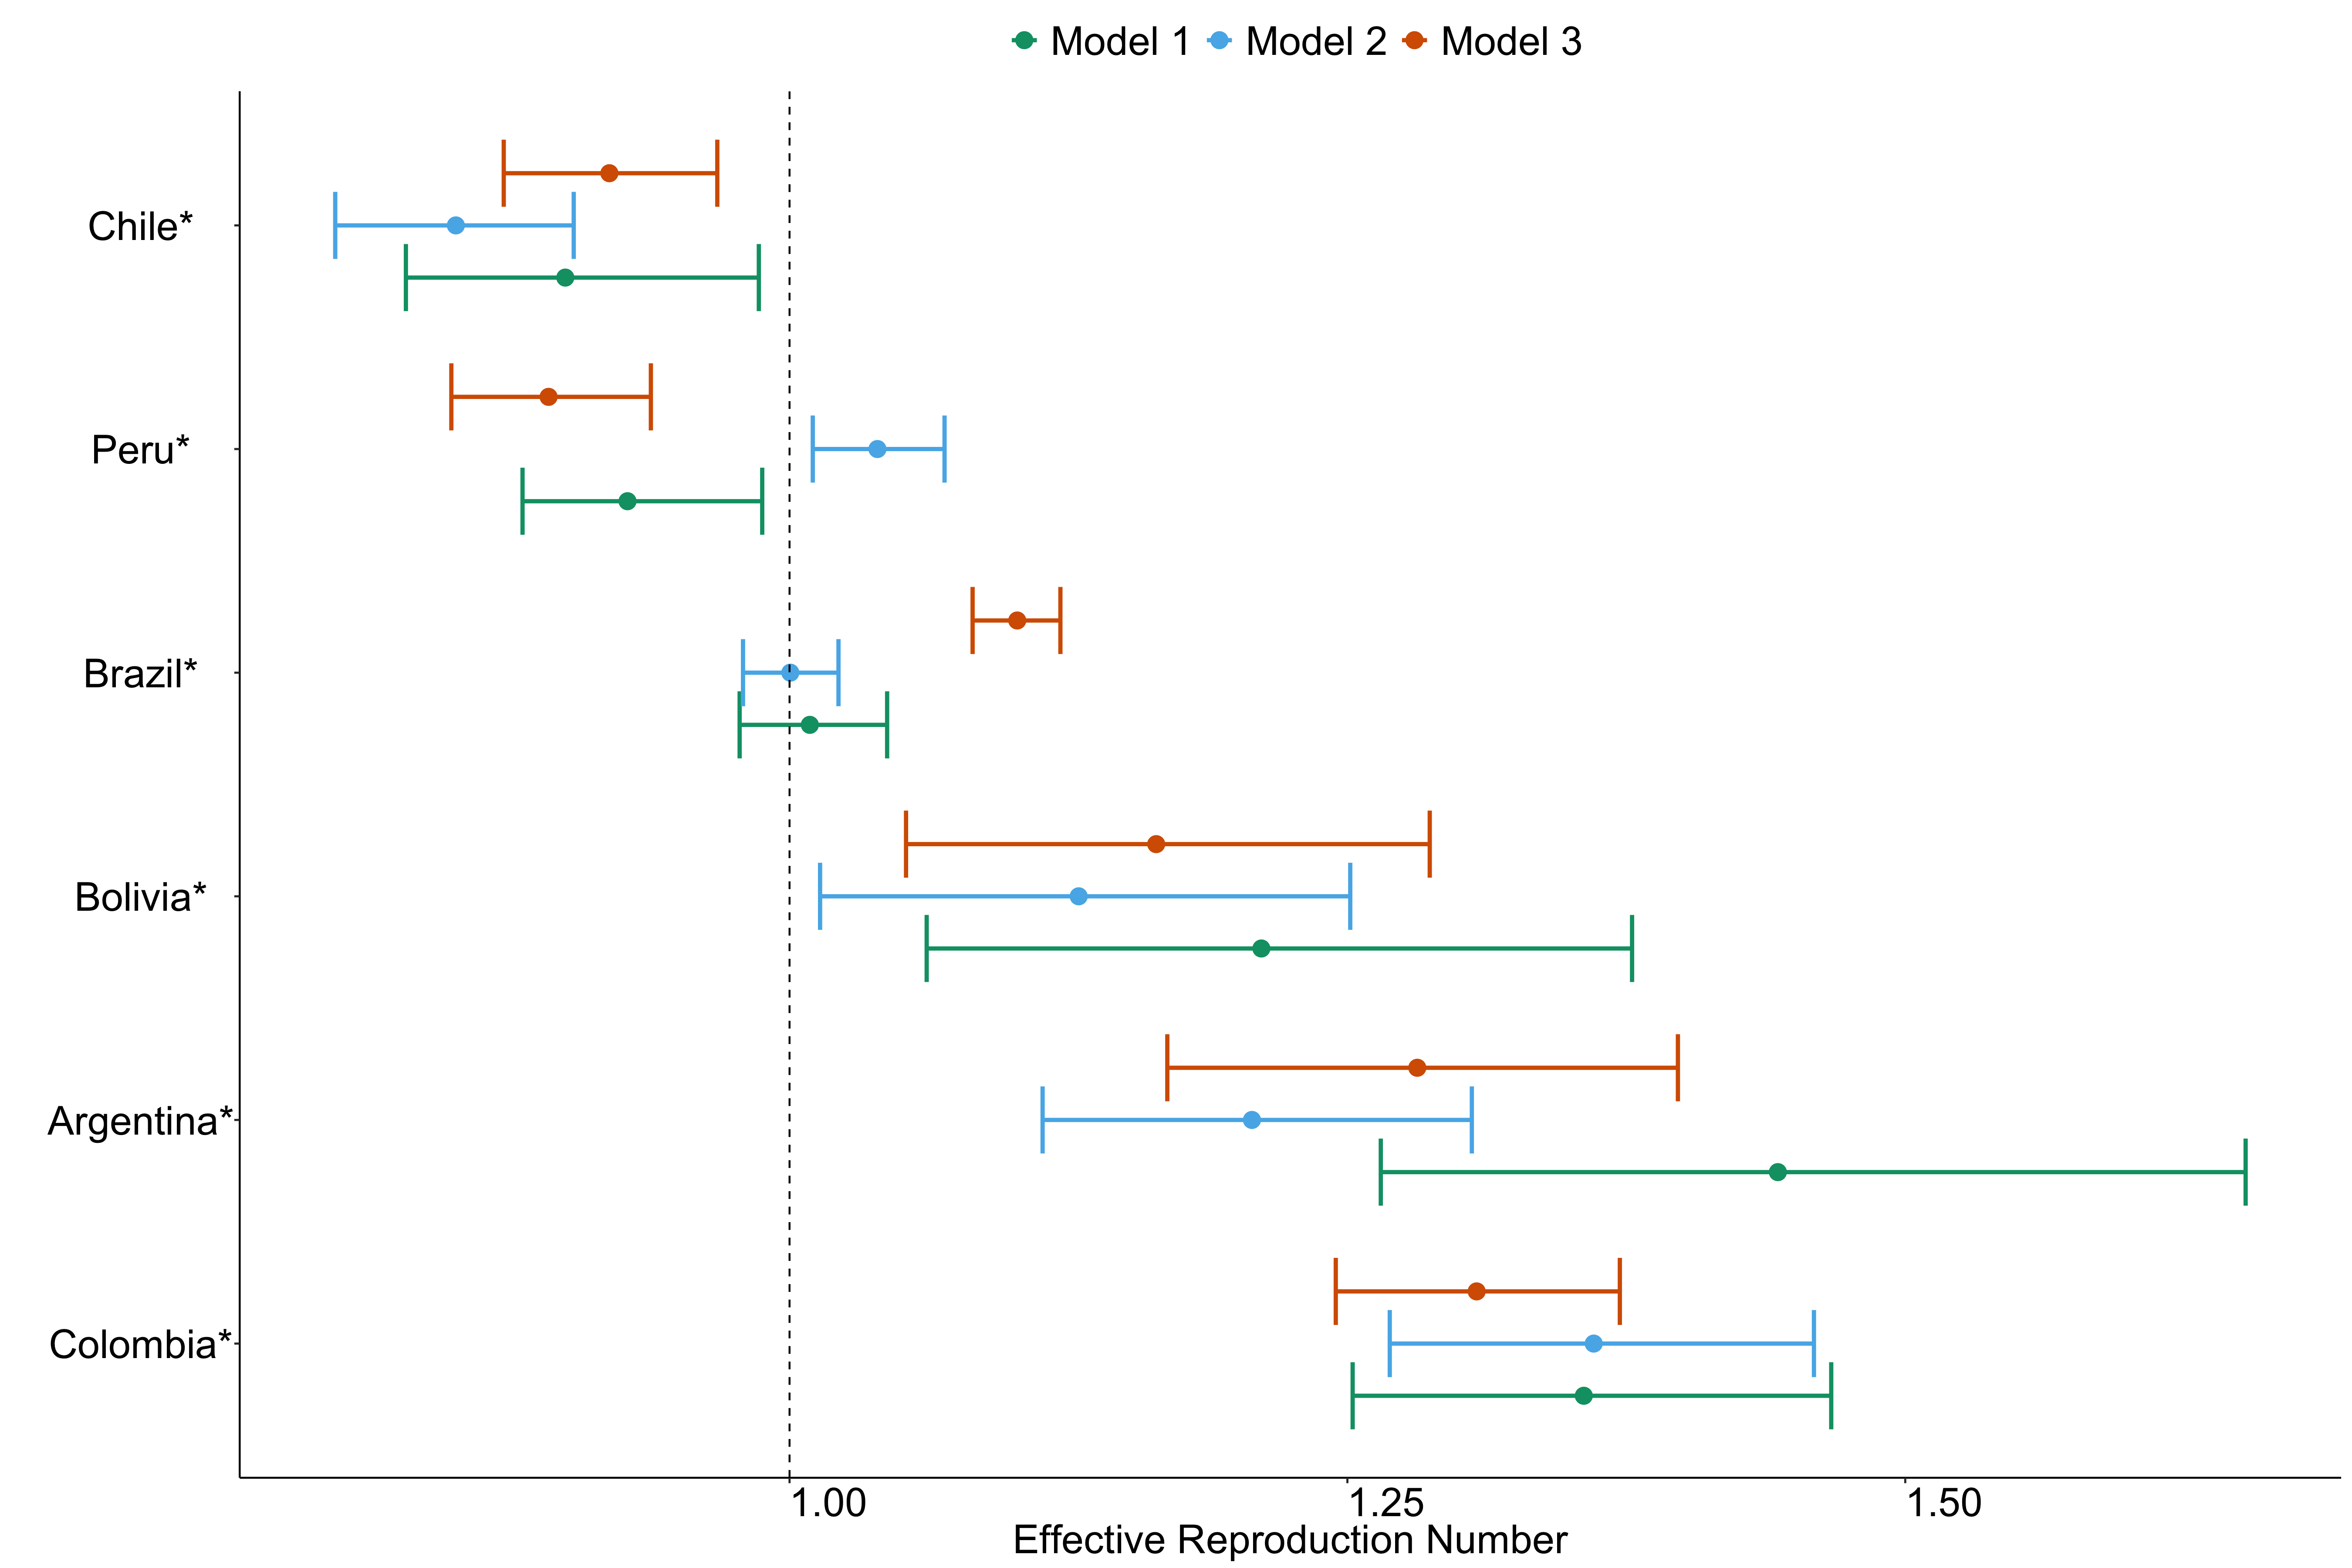 Model 1 Model 2 Model 3
Chile*
Peru*
Brazil*
Bolivia*
Argentina*
Colombia*
1.00 1.25 1.50
Effective Reproduction Number